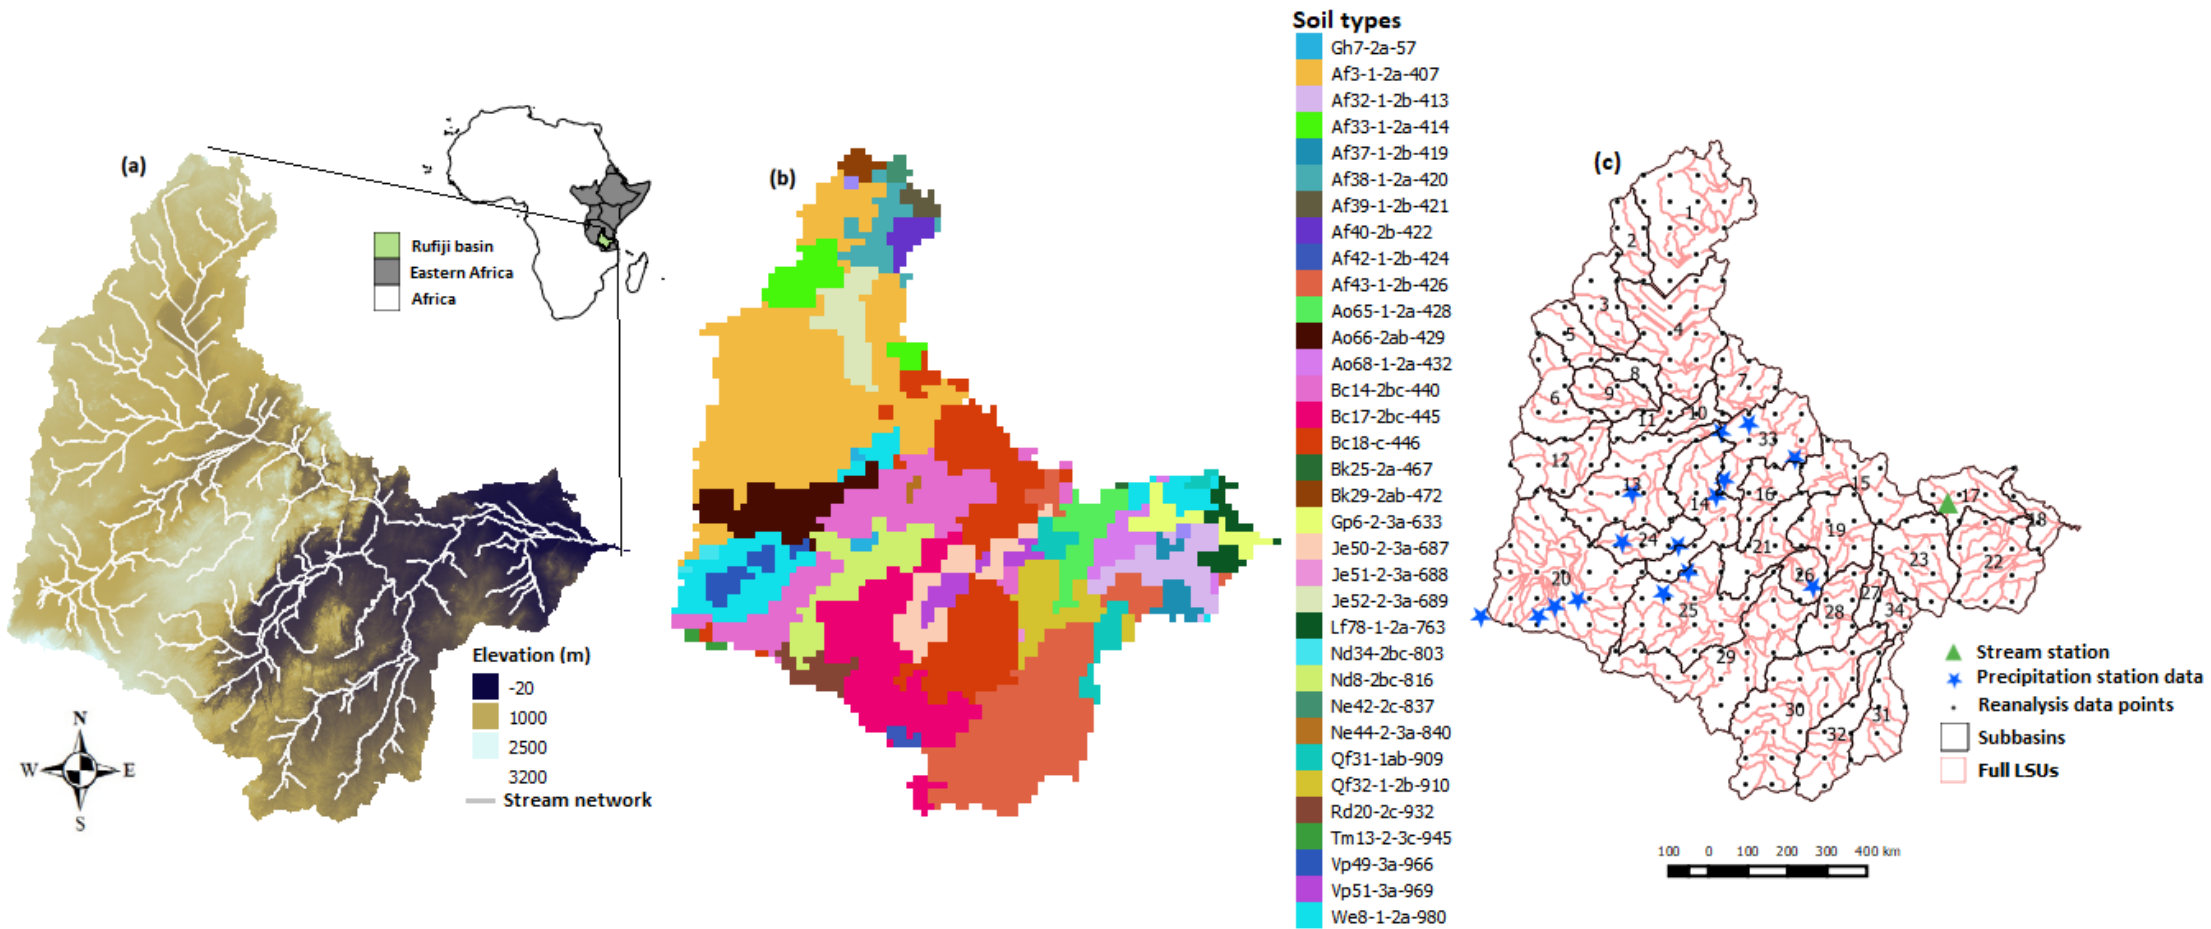 (a)
Rufiji basin
Eastern Africa
Africa
Elevation (m)
-20
1000
2500
3200
Stream network
N
W
E
S
(b)
Soil types
Gh7-2a-57
Af3-1-2a-407
Af32-1-2b-413
Af33-1-2a-414
Af37-1-2b-419
Af38-1-2a-420
Af39-1-2b-421
Af40-2b-422
Af42-1-2b-424
Af43-1-2b-426
Ao65-1-2a-428
Ao66-2ab-429
Ao68-1-2a-432
Bc14-2bc-440
Bc17-2bc-445
Bc18-c-446
Bk25-2a-467
Bk29-2ab-472
Gp6-2-3a-633
Je50-2-3a-687
Je51-2-3a-688
Je52-2-3a-689
Lf78-1-2a-763
Nd34-2bc-803
Nd8-2bc-816
Ne42-2c-837
Ne44-2-3a-840
Qf31-1ab-909
Qf32-1-2b-910
Rd20-2c-932
Tm13-2-3c-945
Vp49-3a-966
Vp51-3a-969
We8-1-2a-980
(c)
1
2
3
4
5
8
7
6
9
11
10
33
12
13
14
16
15
17
18
19
24
21
23
22
20
26
27
25
28
34
29
30
31
32
Stream station
Precipitation station data
Reanalysis data points
Subbasins
Full LSUs
100 0 100 200 300 400 km